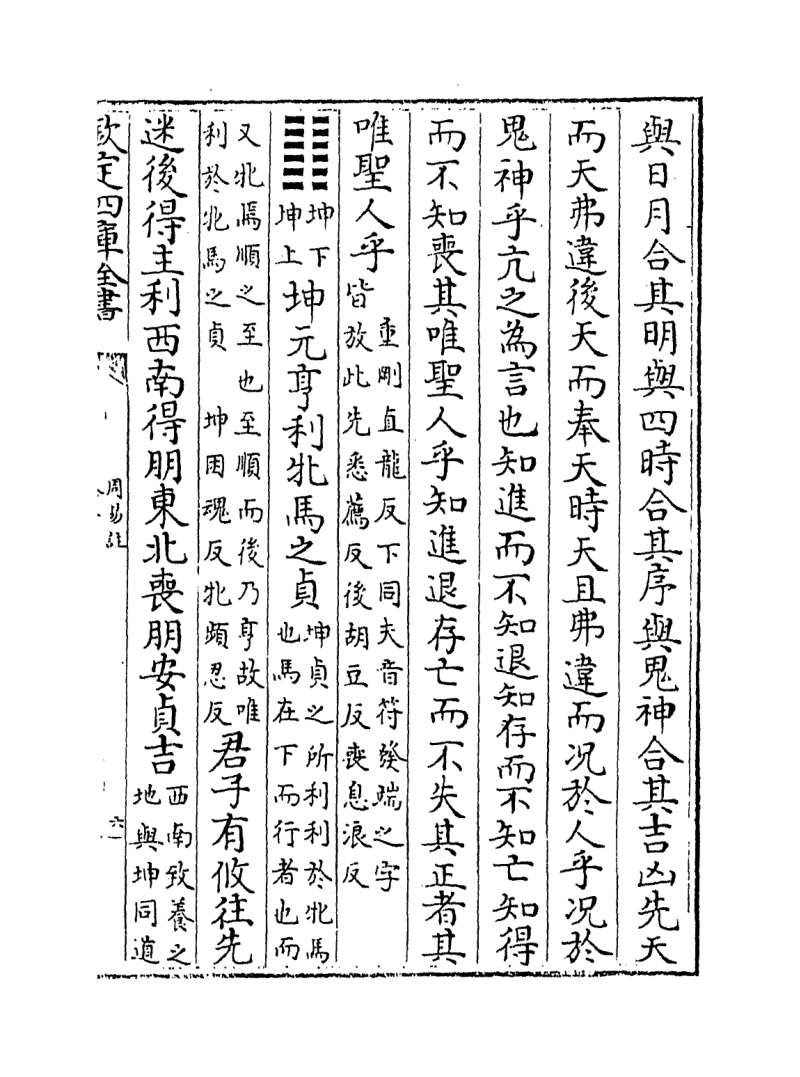 與日月合其明與四時合其序與鬼神合其吉凶先天
而天弗違後天而奉天時天且弗違而况於人乎况於
鬼神乎亢之為言也知進而不知退知存而不知亡知得
而不知喪其唯聖人乎知進退存亡而不失其正者其
唯聖人乎
重剛直龍反下同夫音符發端之字
皆放此先悉薦反後胡豆反喪息浪反
坤下
坤上
坤元亨利牝馬之貞
坤貞之所利利於牝馬
也馬在下而行者也而
又牝馬順之至也至順而後乃亨故唯
利於牝馬之貞 坤困魂反牝頻忍反
君子有攸往先
迷後得主利西南得朋東北喪朋安貞吉
西南致養之
地與坤同道
欽定四庫全書
周易註
六